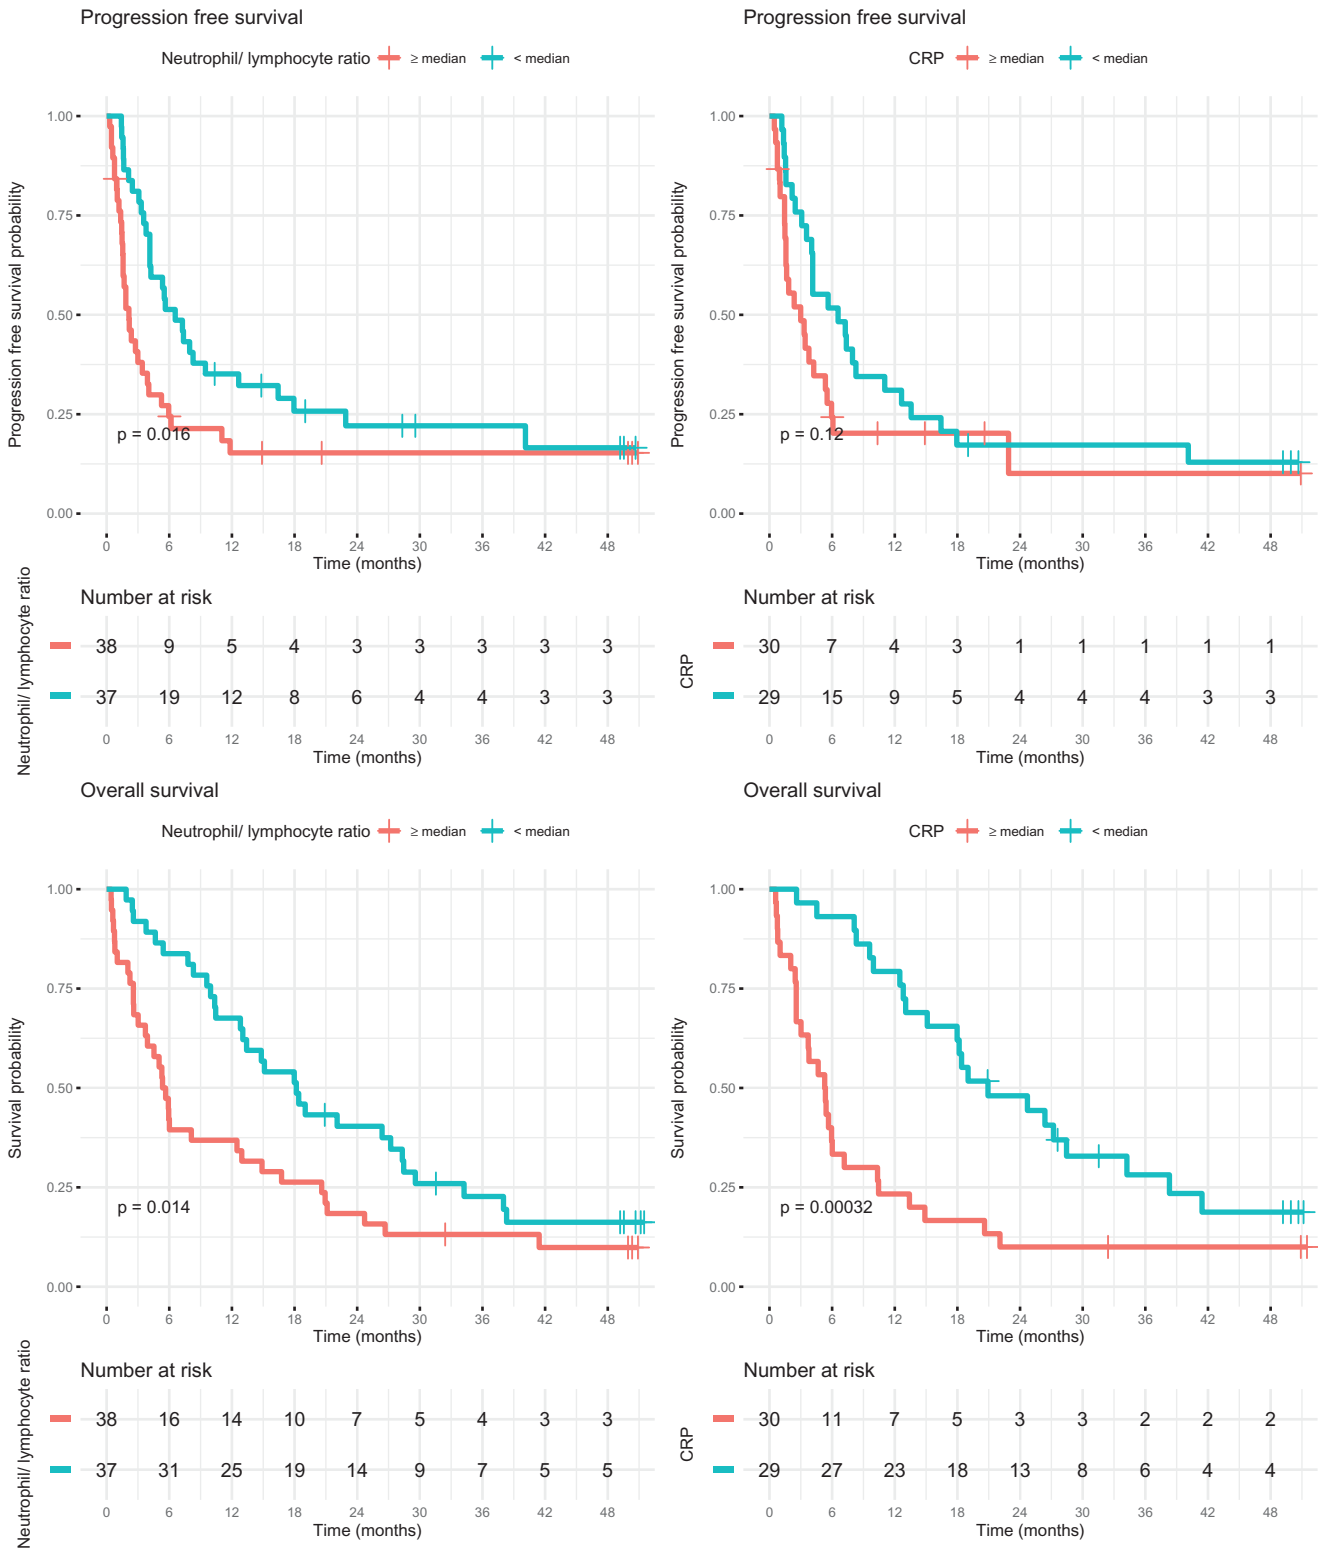 Progression free survival
Neutrophil/ lymphocyte ratio ≥ median < median
Progression free survival probability
1.00
0.75
0.50
0.25
0.00
p = 0.016
0 6 12 18 24 30 36 42 48
Time (months)
Number at risk
Neutrophil/ lymphocyte ratio
38 9 5 4 3 3 3 3 3
37 19 12 8 6 4 4 3 3
0 6 12 18 24 30 36 42 48
Time (months)
Progression free survival
CRP ≥ median < median
Progression free survival probability
1.00
0.75
0.50
0.25
0.00
p = 0.12
0 6 12 18 24 30 36 42 48
Time (months)
Number at risk
CRP
30 7 4 3 1 1 1 1 1
29 15 9 5 4 4 4 3 3
0 6 12 18 24 30 36 42 48
Time (months)
Overall survival
Neutrophil/ lymphocyte ratio ≥ median < median
Survival probability
1.00
0.75
0.50
0.25
0.00
p = 0.014
0 6 12 18 24 30 36 42 48
Time (months)
Number at risk
Neutrophil/ lymphocyte ratio
38 16 14 10 7 5 4 3 3
37 31 25 19 14 9 7 5 5
0 6 12 18 24 30 36 42 48
Time (months)
Overall survival
CRP ≥ median < median
Survival probability
1.00
0.75
0.50
0.25
0.00
p = 0.00032
0 6 12 18 24 30 36 42 48
Time (months)
Number at risk
CRP
30 11 7 5 3 3 2 2 2
29 27 23 18 13 8 6 4 4
0 6 12 18 24 30 36 42 48
Time (months)